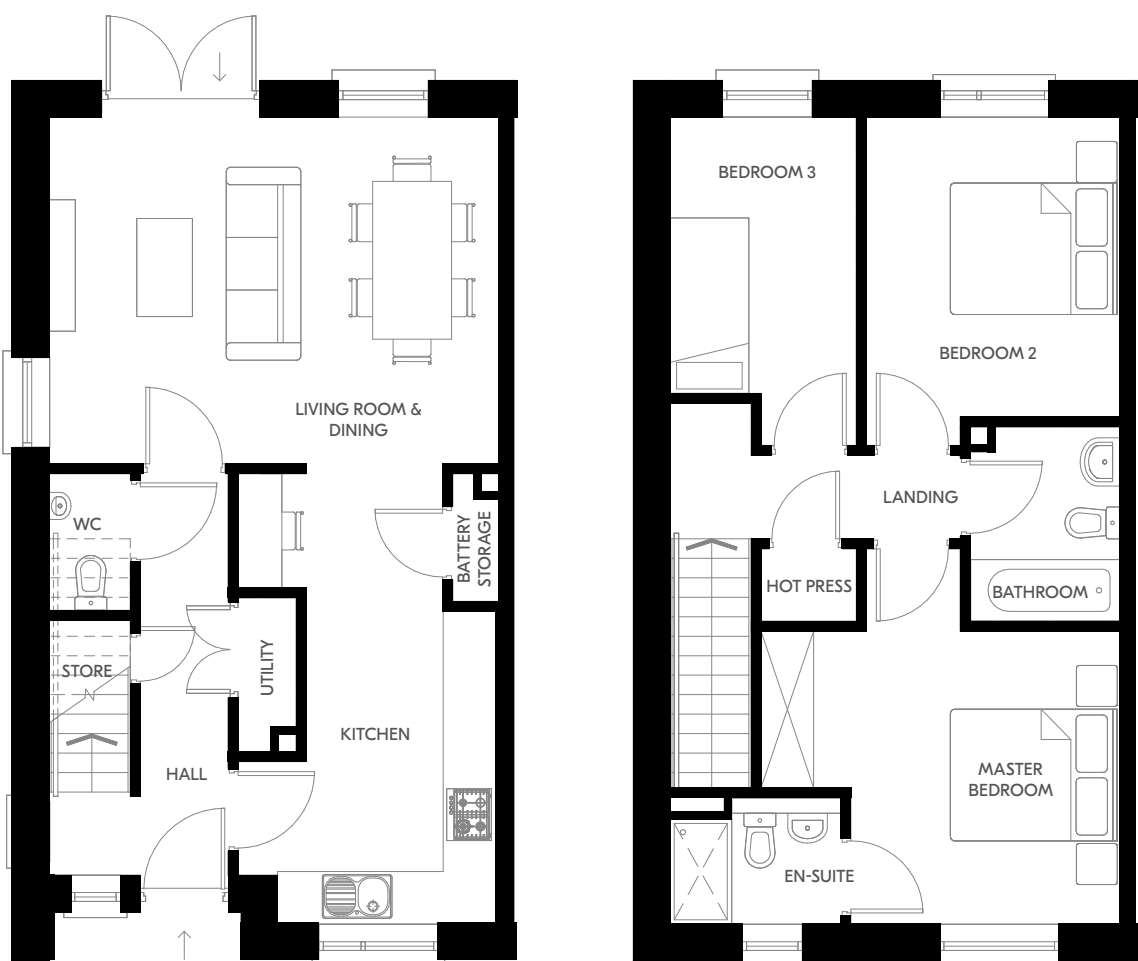 LIVING ROOM &
DINING
WC
BATTERY
STORAGE
STORE
UTILITY
KITCHEN
HALL
BEDROOM 3
BEDROOM 2
LANDING
HOT PRESS
BATHROOM
MASTER
BEDROOM
EN-SUITE